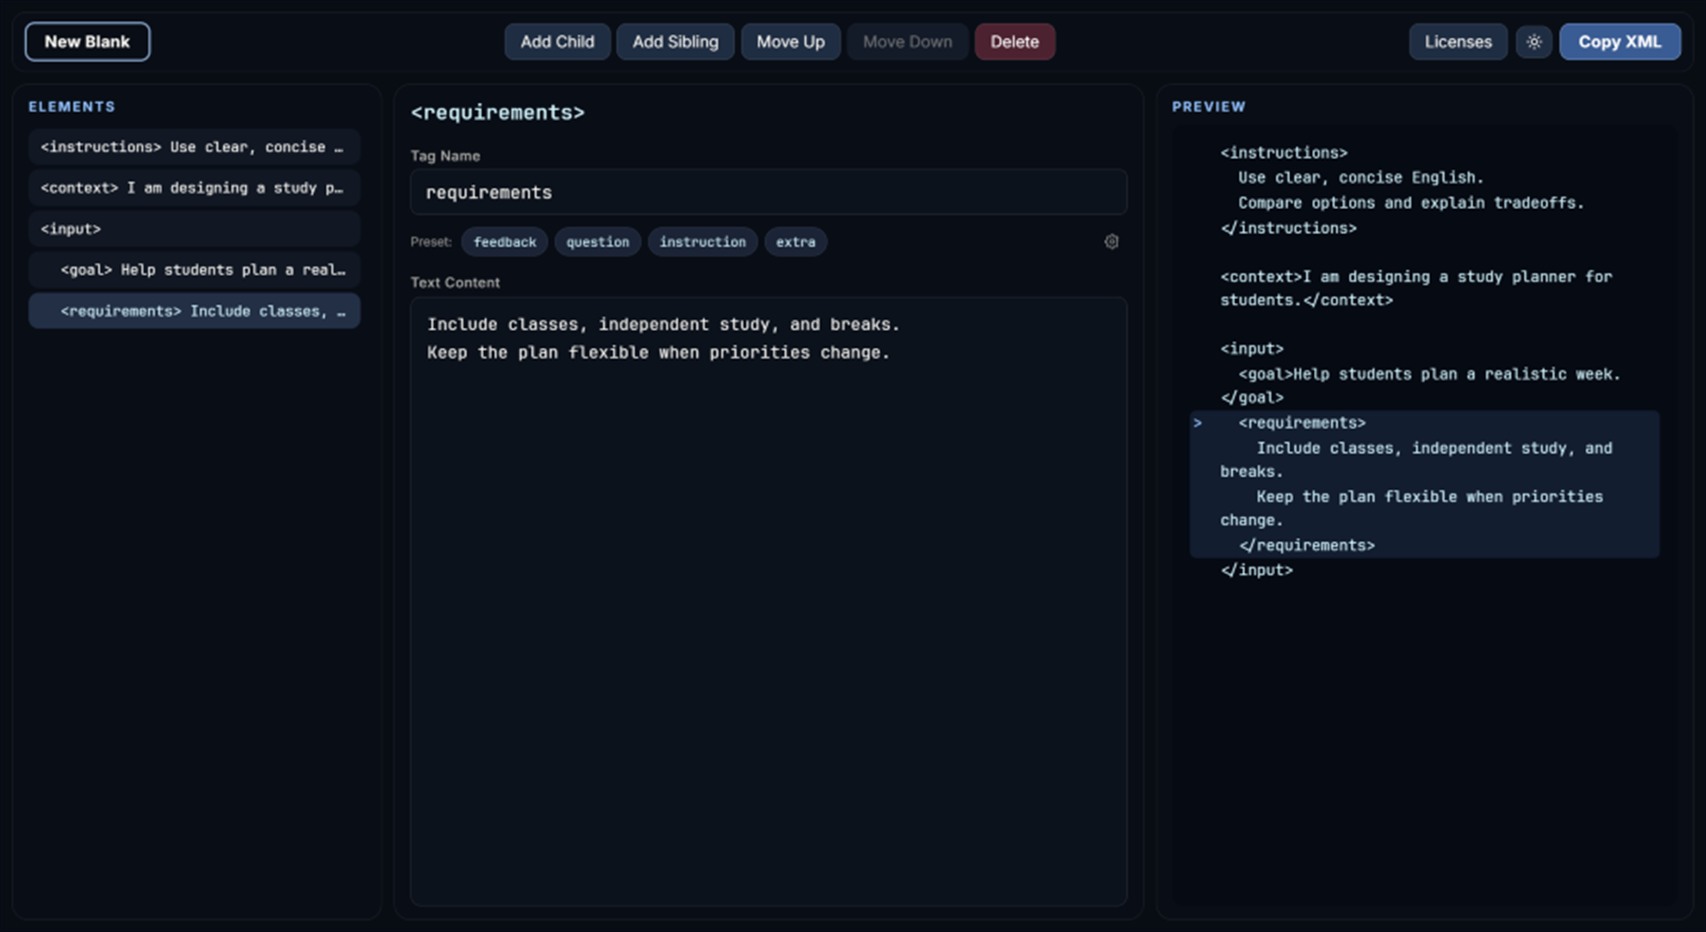 New Blank
Add Child
Add Sibling
Move Up
Move Down
Delete
Licenses
Copy XML
ELEMENTS
<instructions> Use clear, concise …
<context> I am designing a study p…
<input>
<goal> Help students plan a real…
<requirements> Include classes, …
<requirements>
Tag Name
requirements
Preset:
feedback
question
instruction
extra
Text Content
Include classes, independent study, and breaks.
Keep the plan flexible when priorities change.
PREVIEW
<instructions>
Use clear, concise English.
Compare options and explain tradeoffs.
</instructions>
<context>I am designing a study planner for
students.</context>
<input>
<goal>Help students plan a realistic week.
</goal>
> <requirements>
Include classes, independent study, and
breaks.
Keep the plan flexible when priorities
change.
</requirements>
</input>